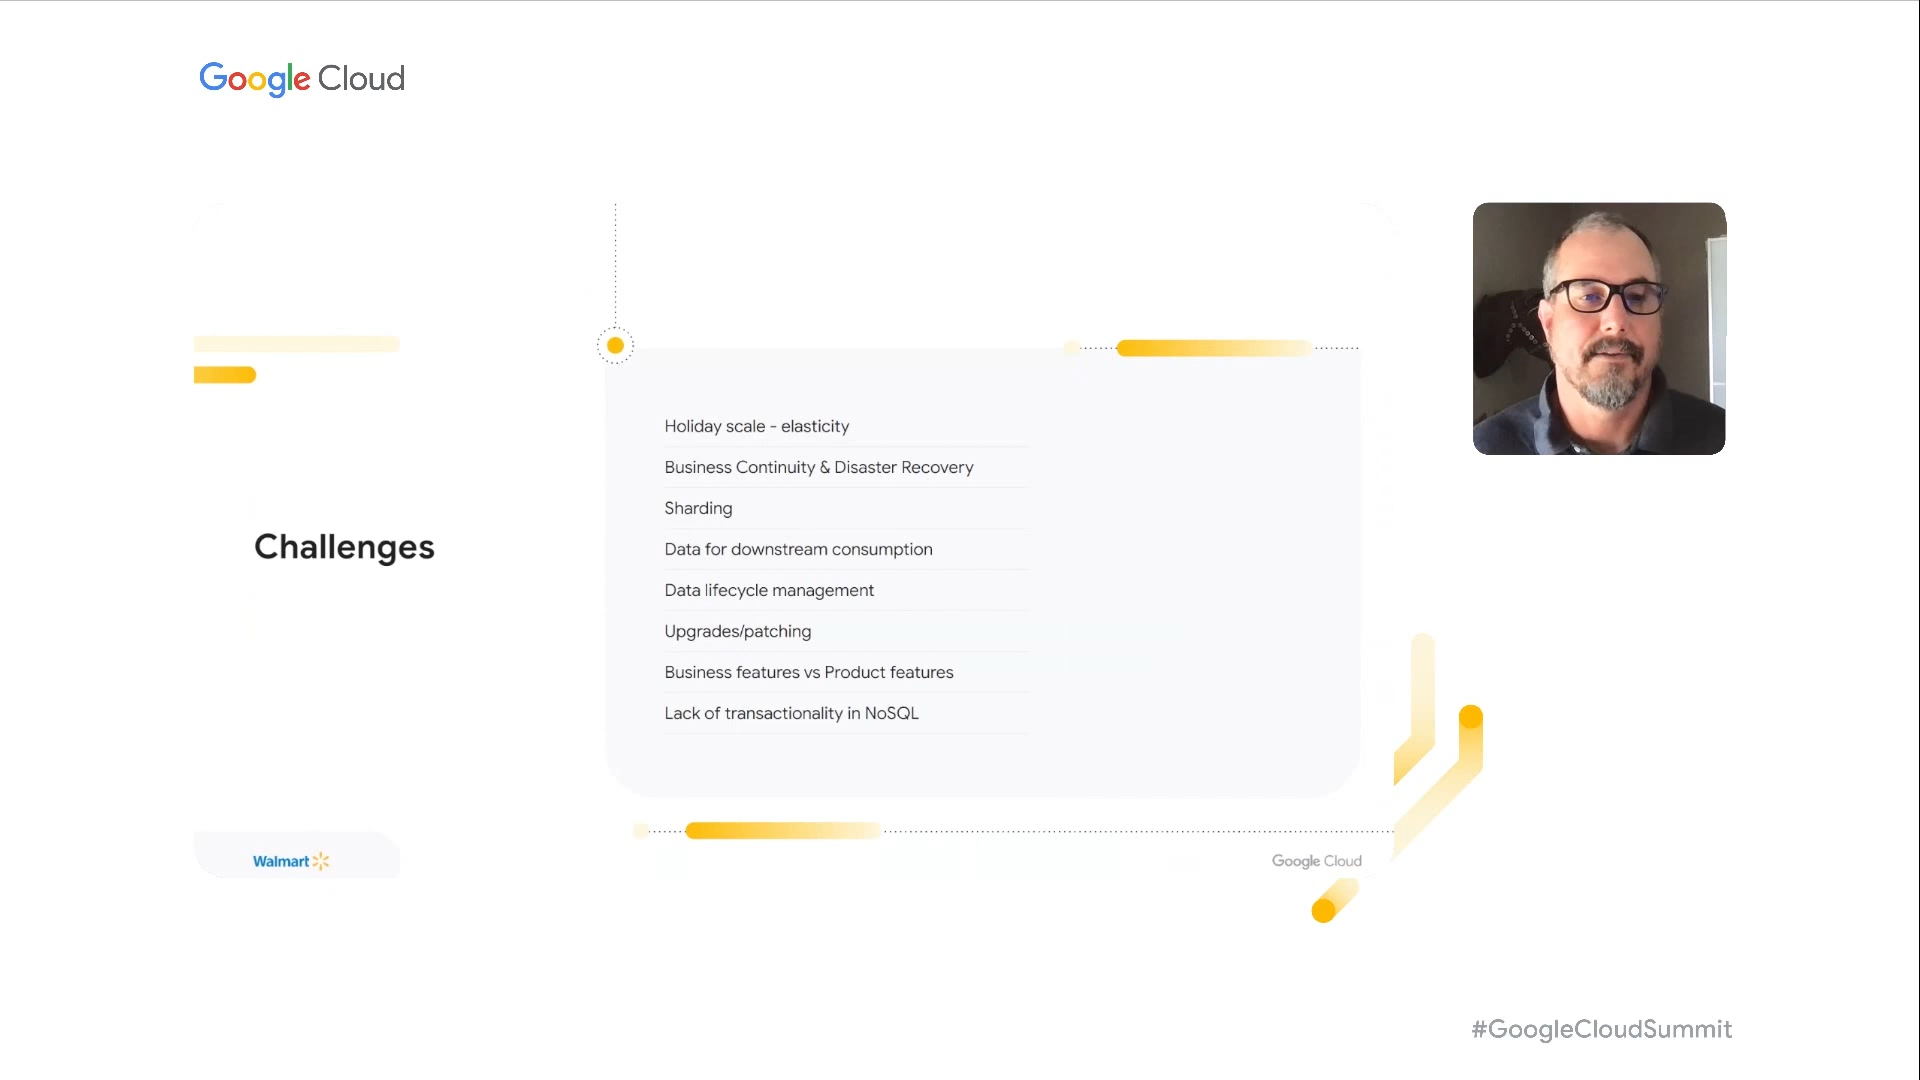 Google Cloud
Challenges
Holiday scale - elasticity
Business Continuity & Disaster Recovery
Sharding
Data for downstream consumption
Data lifecycle management
Upgrades/patching
Business features vs Product features
Lack of transactionality in NoSQL
Walmart
Google Cloud
#GoogleCloudSummit